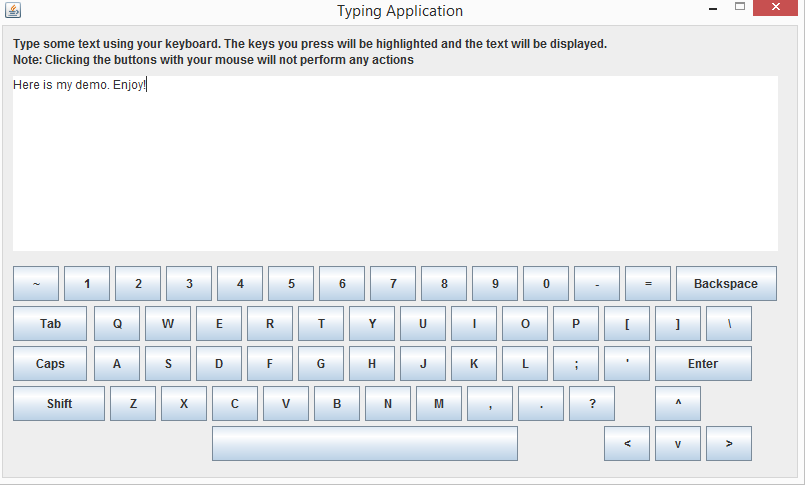 Typing Application
Type some text using your keyboard. The keys you press will be highlighted and the text will be displayed.
Note: Clicking the buttons with your mouse will not perform any actions
Here is my demo. Enjoy!
~ 1 2 3 4 5 6 7 8 9 0 - = Backspace
Tab Q W E R T Y U I O P [ ] \
Caps A S D F G H J K L ; ' Enter
Shift Z X C V B N M , . ? ^
< v >